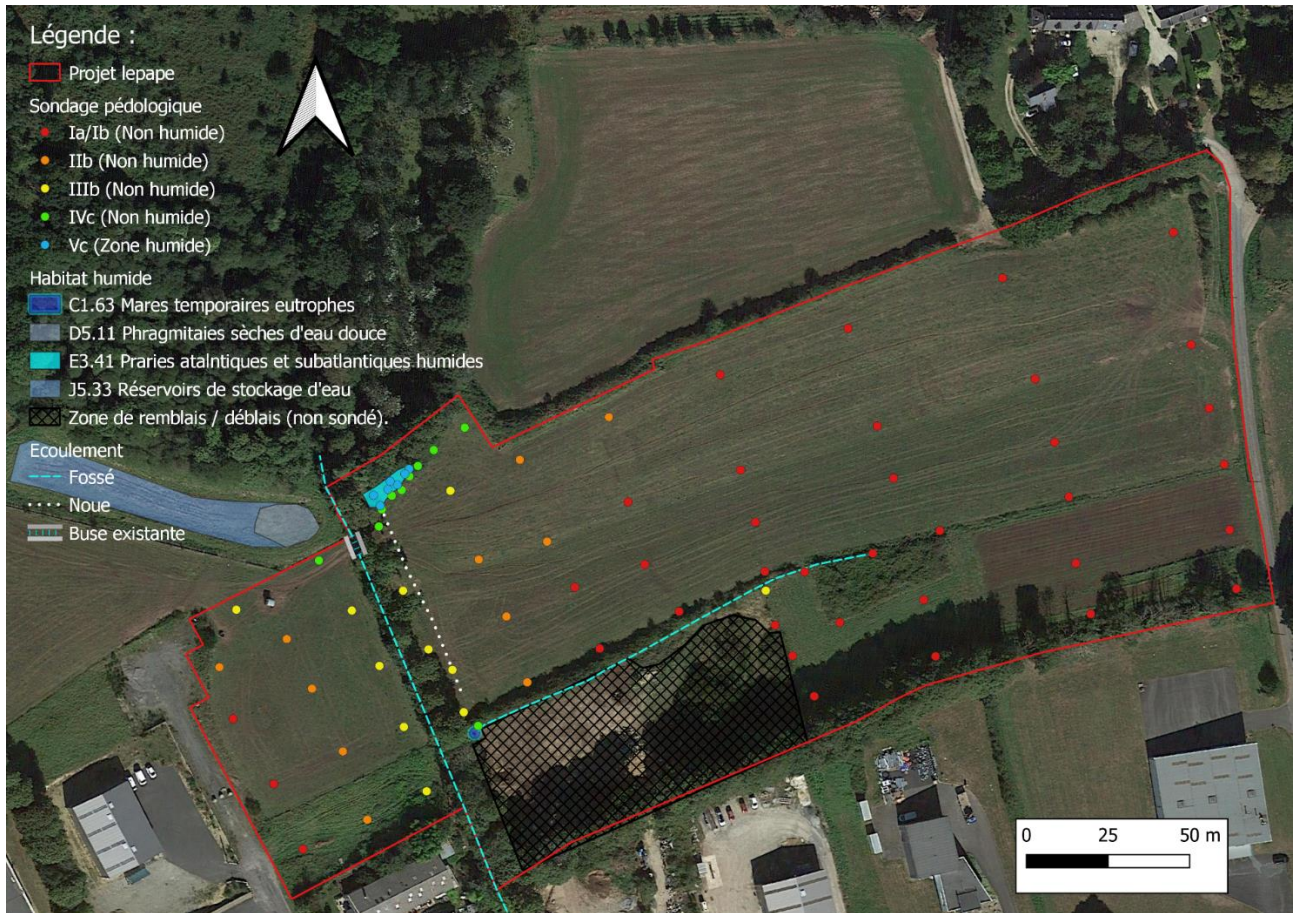 Légende :
Projet lepape
Sondage pédologique
Ia/Ib (Non humide)
IIb (Non humide)
IIIb (Non humide)
IVc (Non humide)
Vc (Zone humide)
Habitat humide
C1.63 Mares temporaires eutrophes
D5.11 Phragmitaies sèches d'eau douce
E3.41 Praries atalntiques et subatlantiques humides
J5.33 Réservoirs de stockage d'eau
Zone de remblais / déblais (non sondé).
Ecoulement
Fossé
Noue
Buse existante
0 25 50 m